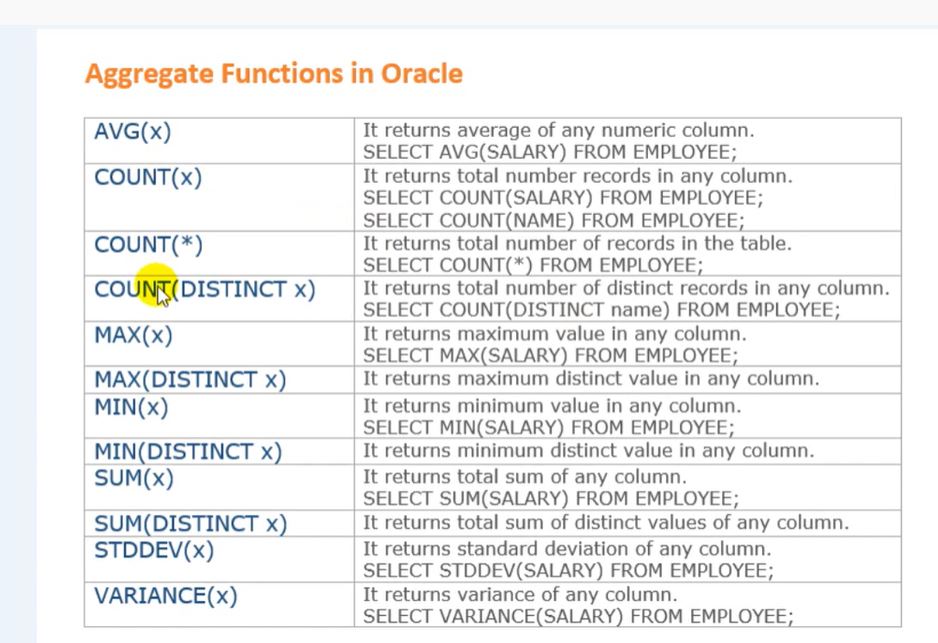 Aggregate Functions in Oracle
AVG(x)
It returns average of any numeric column.
SELECT AVG(SALARY) FROM EMPLOYEE;
COUNT(x)
It returns total number records in any column.
SELECT COUNT(SALARY) FROM EMPLOYEE;
SELECT COUNT(NAME) FROM EMPLOYEE;
COUNT(*)
It returns total number of records in the table.
SELECT COUNT(*) FROM EMPLOYEE;
COUNT(DISTINCT x)
It returns total number of distinct records in any column.
SELECT COUNT(DISTINCT name) FROM EMPLOYEE;
MAX(x)
It returns maximum value in any column.
SELECT MAX(SALARY) FROM EMPLOYEE;
MAX(DISTINCT x)
It returns maximum distinct value in any column.
MIN(x)
It returns minimum value in any column.
SELECT MIN(SALARY) FROM EMPLOYEE;
MIN(DISTINCT x)
It returns minimum distinct value in any column.
SUM(x)
It returns total sum of any column.
SELECT SUM(SALARY) FROM EMPLOYEE;
SUM(DISTINCT x)
It returns total sum of distinct values of any column.
STDDEV(x)
It returns standard deviation of any column.
SELECT STDDEV(SALARY) FROM EMPLOYEE;
VARIANCE(x)
It returns variance of any column.
SELECT VARIANCE(SALARY) FROM EMPLOYEE;